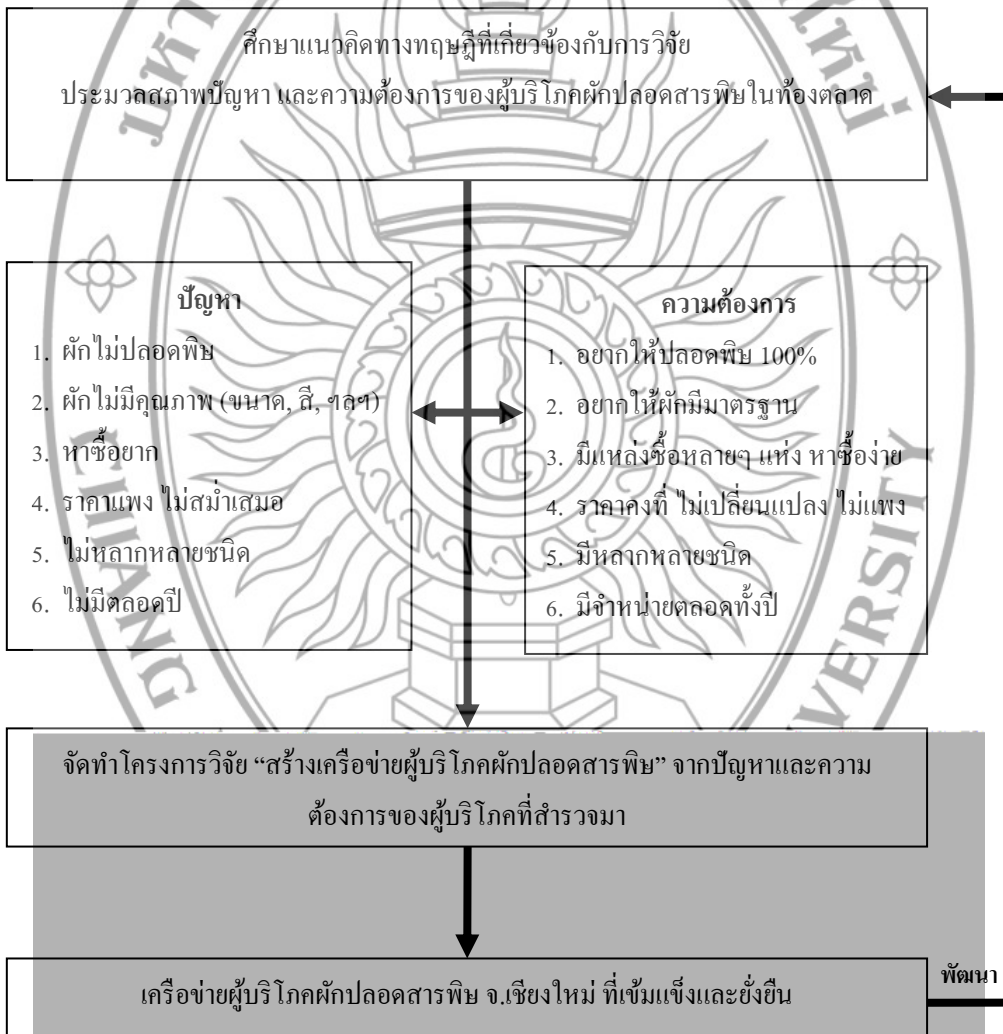 ศึกษาแนวคิดทางทฤษฎีที่เกี่ยวข้องกับการวิจัย
ประมวลสภาพปัญหา และความต้องการของผู้บริโภคผักปลอดสารพิษในท้องตลาด
ปัญหา
1. ผักไม่ปลอดพิษ
2. ผักไม่มีคุณภาพ (ขนาด, สี, ฯลฯ)
3. หาซื้อยาก
4. ราคาแพง ไม่สม่ำเสมอ
5. ไม่หลากหลายชนิด
6. ไม่มีตลอดปี
ความต้องการ
1. อยากให้ปลอดพิษ 100%
2. อยากให้ผักมีมาตรฐาน
3. มีแหล่งซื้อหลายๆ แห่ง หาซื้อง่าย
4. ราคาคงที่ ไม่เปลี่ยนแปลง ไม่แพง
5. มีหลากหลายชนิด
6. มีจำหน่ายตลอดทั้งปี
จัดทำโครงการวิจัย “สร้างเครือข่ายผู้บริโภคผักปลอดสารพิษ” จากปัญหาและความ
ต้องการของผู้บริโภคที่สำรวจมา
เครือข่ายผู้บริโภคผักปลอดสารพิษ จ.เชียงใหม่ ที่เข้มแข็งและยั่งยืน
พัฒนา
CHIANG
VERSITY